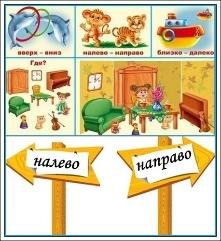 вверх – вниз
налево – направо
близко – далеко
Где?
налево
направо